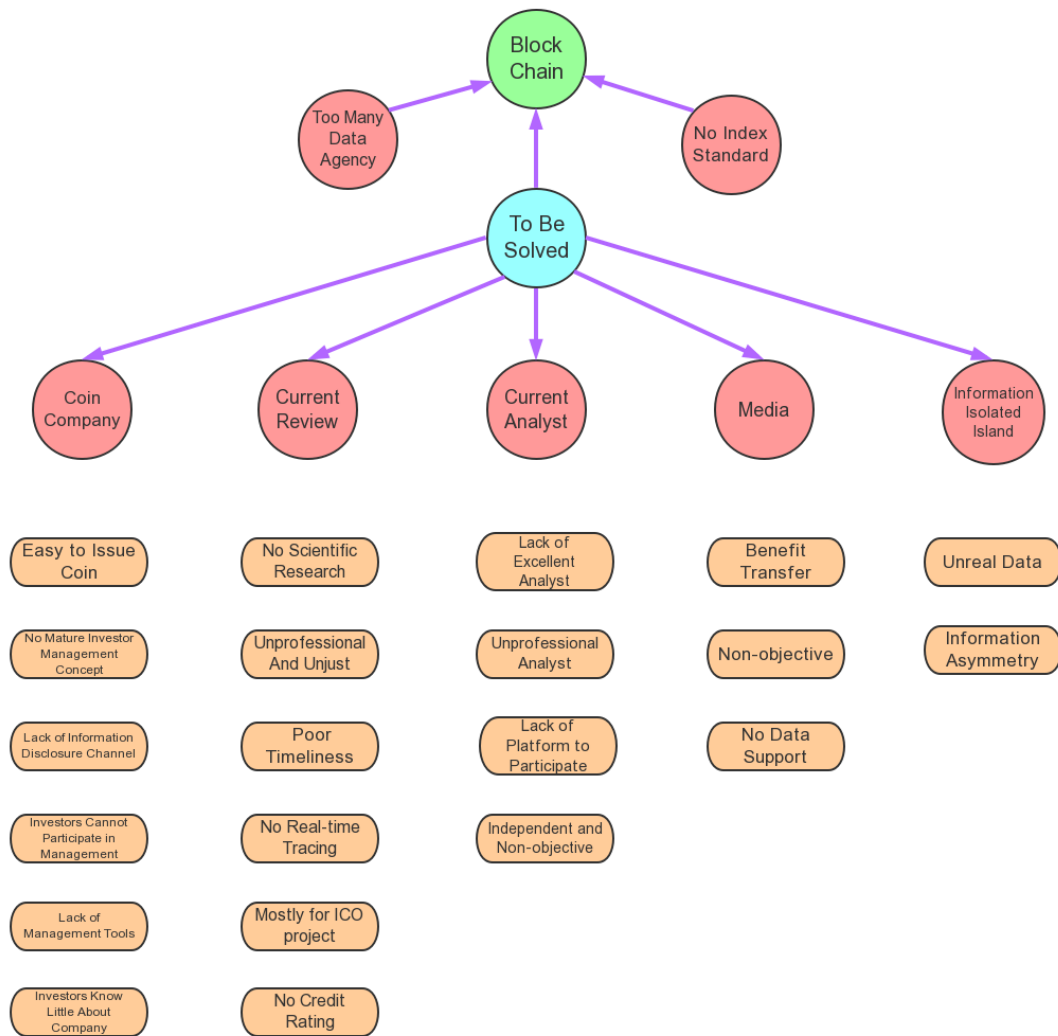 Block
Chain
Too Many
Data
Agency
No Index
Standard
To Be
Solved
Coin
Company
Current
Review
Current
Analyst
Media
Information
Isolated
Island
Easy to Issue
Coin
No Scientific
Research
Lack of
Excellent
Analyst
Benefit
Transfer
Unreal Data
No Mature Investor
Management
Concept
Unprofessional
And Unjust
Unprofessional
Analyst
Non-objective
Information
Asymmetry
Lack of Information
Disclosure Channel
Poor
Timeliness
Lack of
Platform to
Participate
No Data
Support
Investors Cannot
Participate in
Management
No Real-time
Tracing
Independent and
Non-objective
Lack of
Management Tools
Mostly for ICO
project
Investors Know
Little About
Company
No Credit
Rating